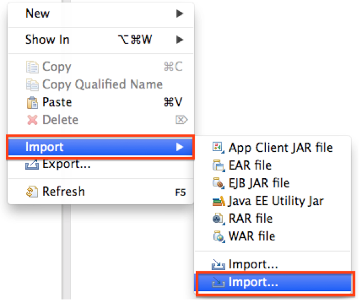 New
Show In ⌥⌘W
Copy ⌘C
Copy Qualified Name
Paste ⌘V
Delete ⌦
Import
Export...
Refresh F5
App Client JAR file
EAR file
EJB JAR file
Java EE Utility Jar
RAR file
WAR file
Import...
Import...